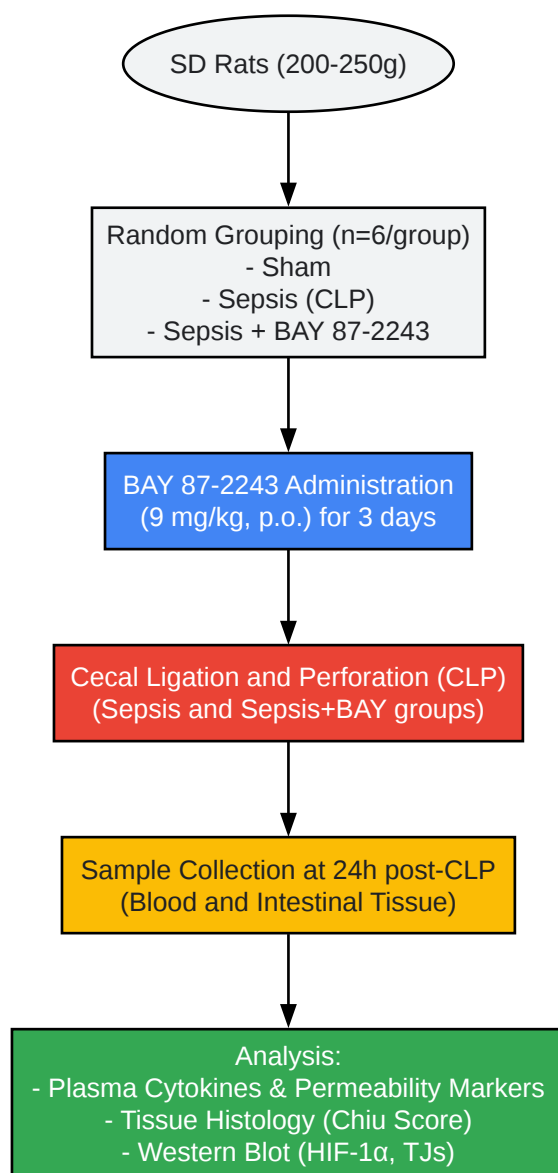 SD Rats (200-250g)
Random Grouping (n=6/group)
- Sham
- Sepsis (CLP)
- Sepsis + BAY 87-2243
BAY 87-2243 Administration
(9 mg/kg, p.o.) for 3 days
Cecal Ligation and Perforation (CLP)
(Sepsis and Sepsis+BAY groups)
Sample Collection at 24h post-CLP
(Blood and Intestinal Tissue)
Analysis:
- Plasma Cytokines & Permeability Markers
- Tissue Histology (Chiu Score)
- Western Blot (HIF-1α, TJs)